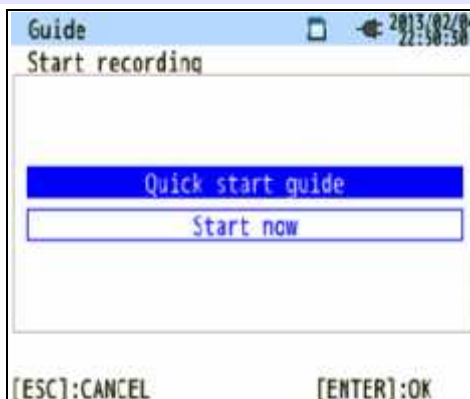 Guide
Start recording
Quick start guide
Start now
[ESC]:CANCEL [ENTER]:OK